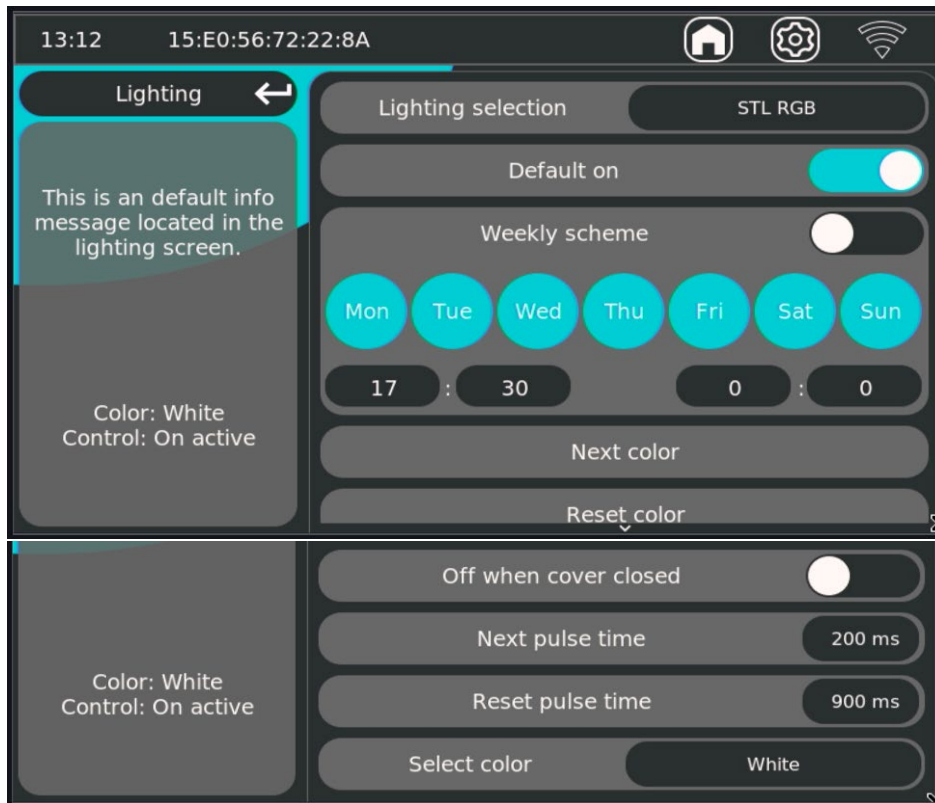 13:12 15:E0:56:72:22:8A
Lighting
This is an default info
message located in the
lighting screen.
Color: White
Control: On active
Lighting selection STL RGB
Default on
Weekly scheme
Mon Tue Wed Thu Fri Sat Sun
17 : 30 0 : 0
Next color
Reset color
Color: White
Control: On active
Off when cover closed
Next pulse time 200 ms
Reset pulse time 900 ms
Select color White